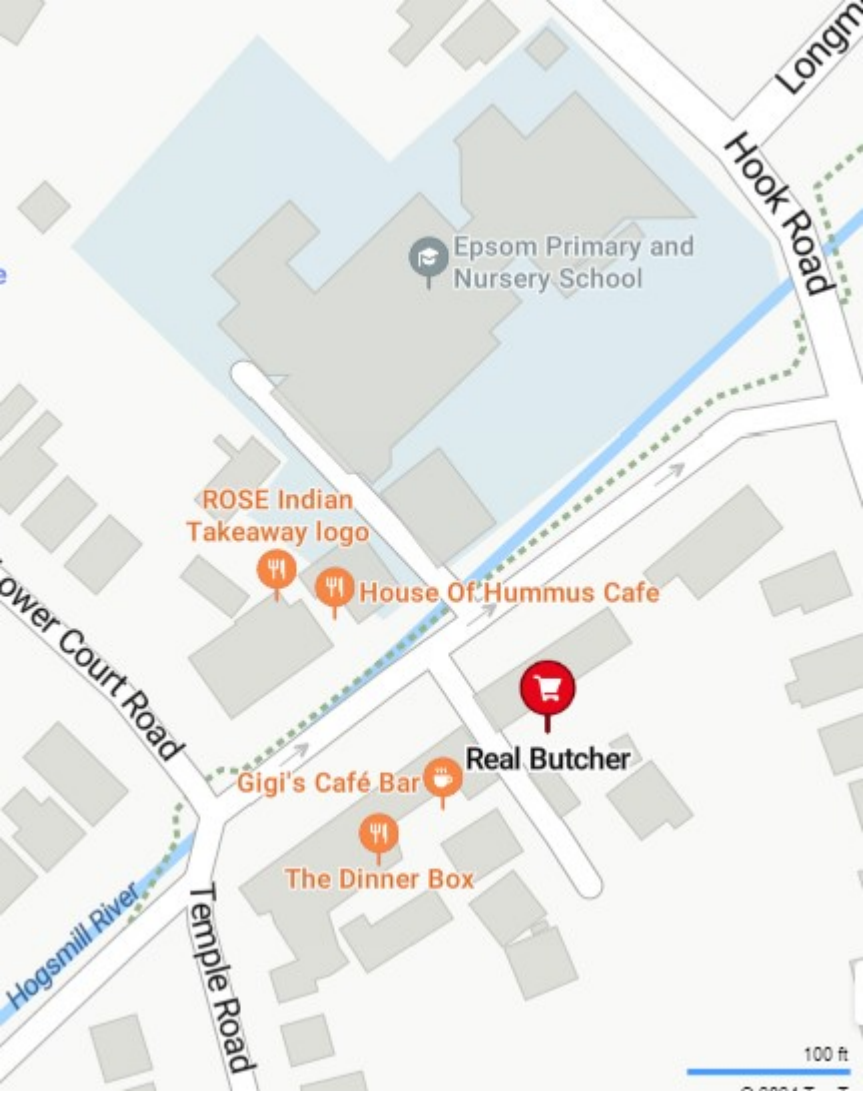 Longm
Hook Road
Epsom Primary and
Nursery School
e
ROSE Indian
Takeaway logo
House Of Hummus Cafe
ower Court Road
Real Butcher
Gigi's Café Bar
The Dinner Box
Hogsmill River
Temple Road
100 ft